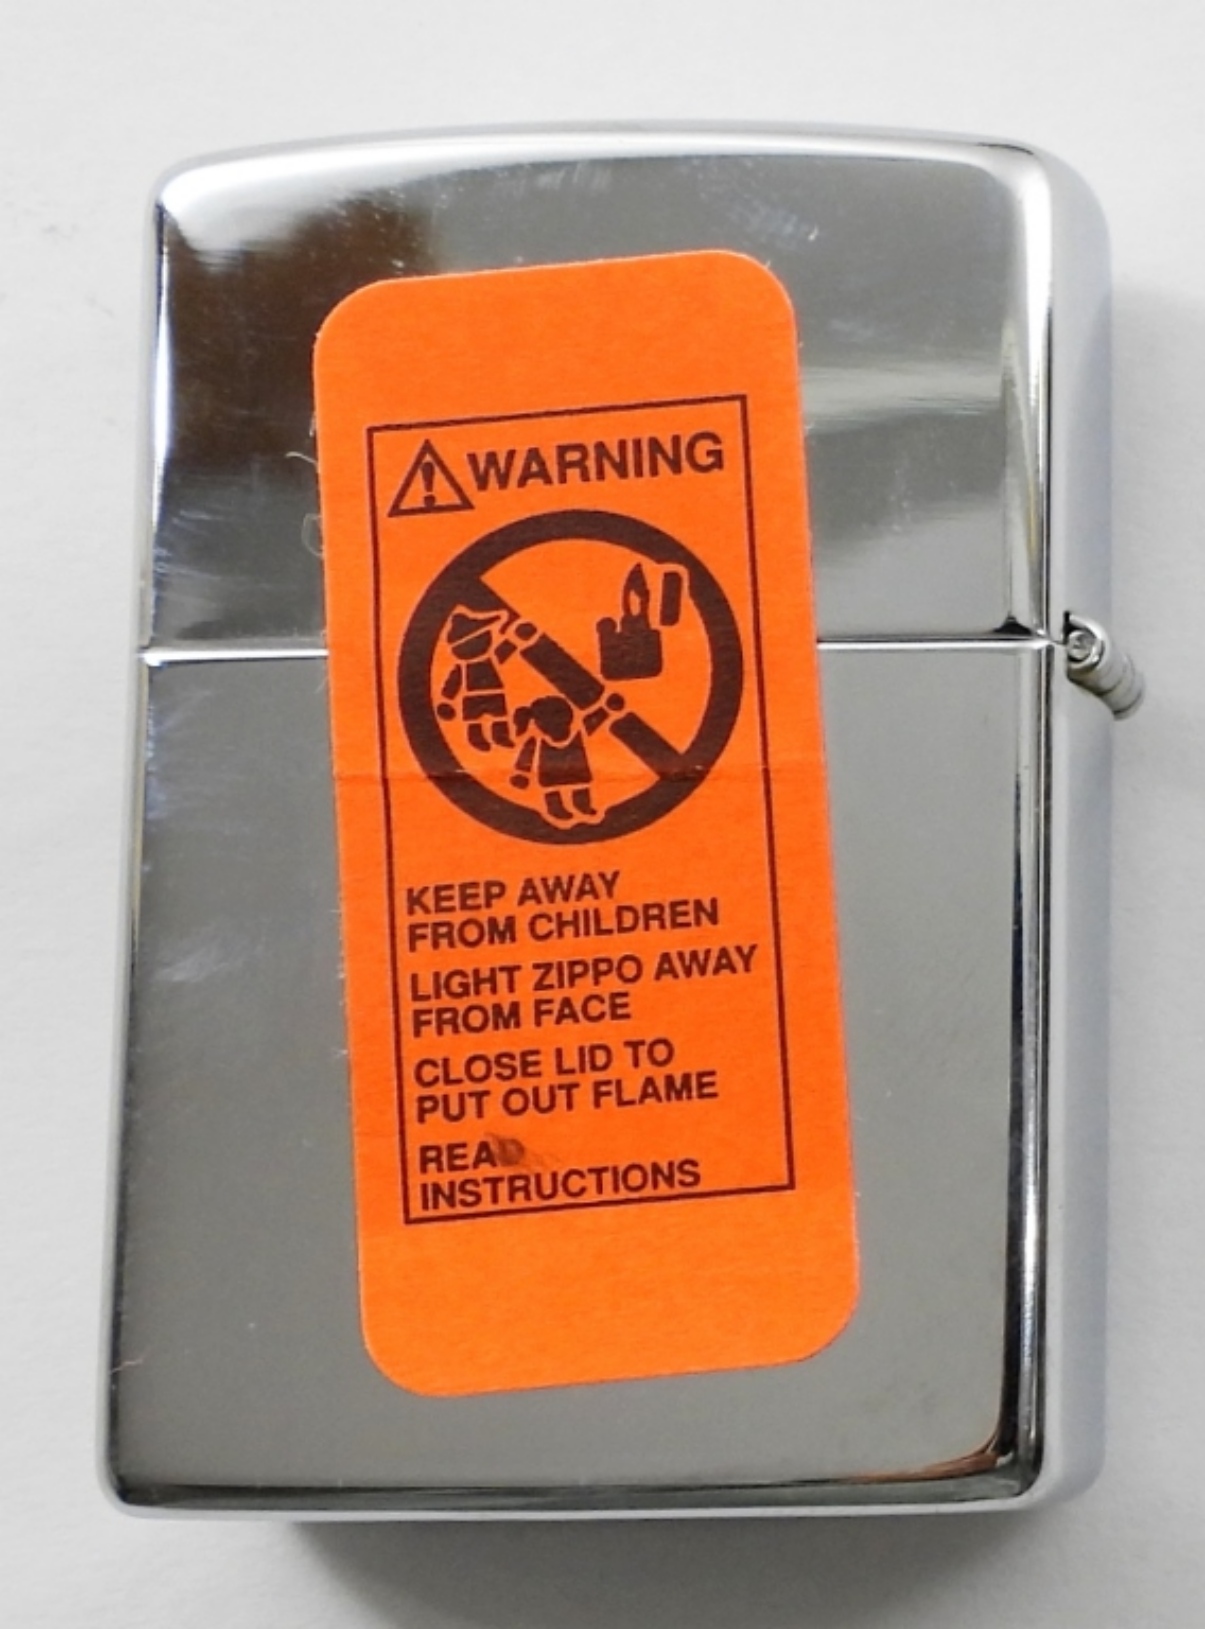 WARNING
KEEP AWAY
FROM CHILDREN
LIGHT ZIPPO AWAY
FROM FACE
CLOSE LID TO
PUT OUT FLAME
READ
INSTRUCTIONS